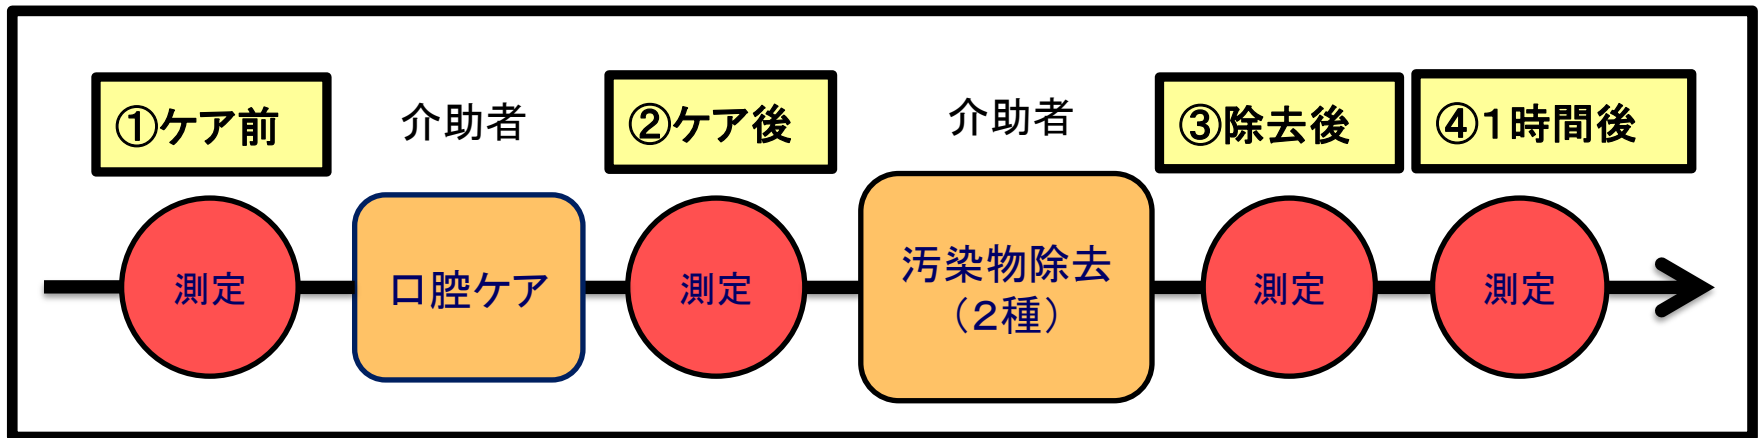 ①ケア前
介助者
②ケア後
介助者
③除去後
④1時間後
測定
口腔ケア
測定
汚染物除去
（2種）
測定
測定